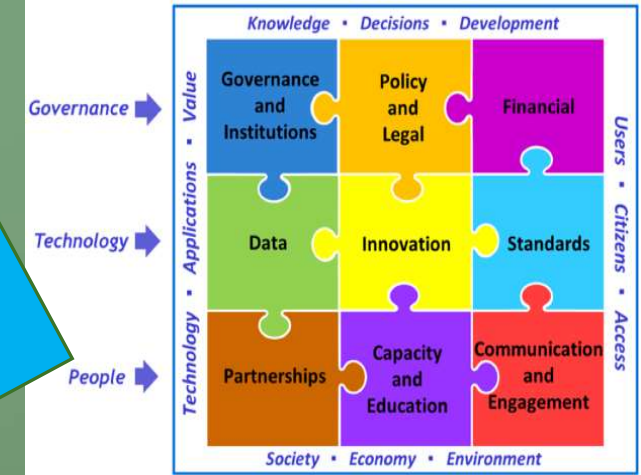 Knowledge • Decisions • Development
Governance
Value
Governance
and
Institutions
Policy
and
Legal
Financial
Users
Technology
Applications
Data
Innovation
Standards
Citizens
People
Technology
Partnerships
Capacity
and
Education
Communication
and
Engagement
Access
Society • Economy • Environment